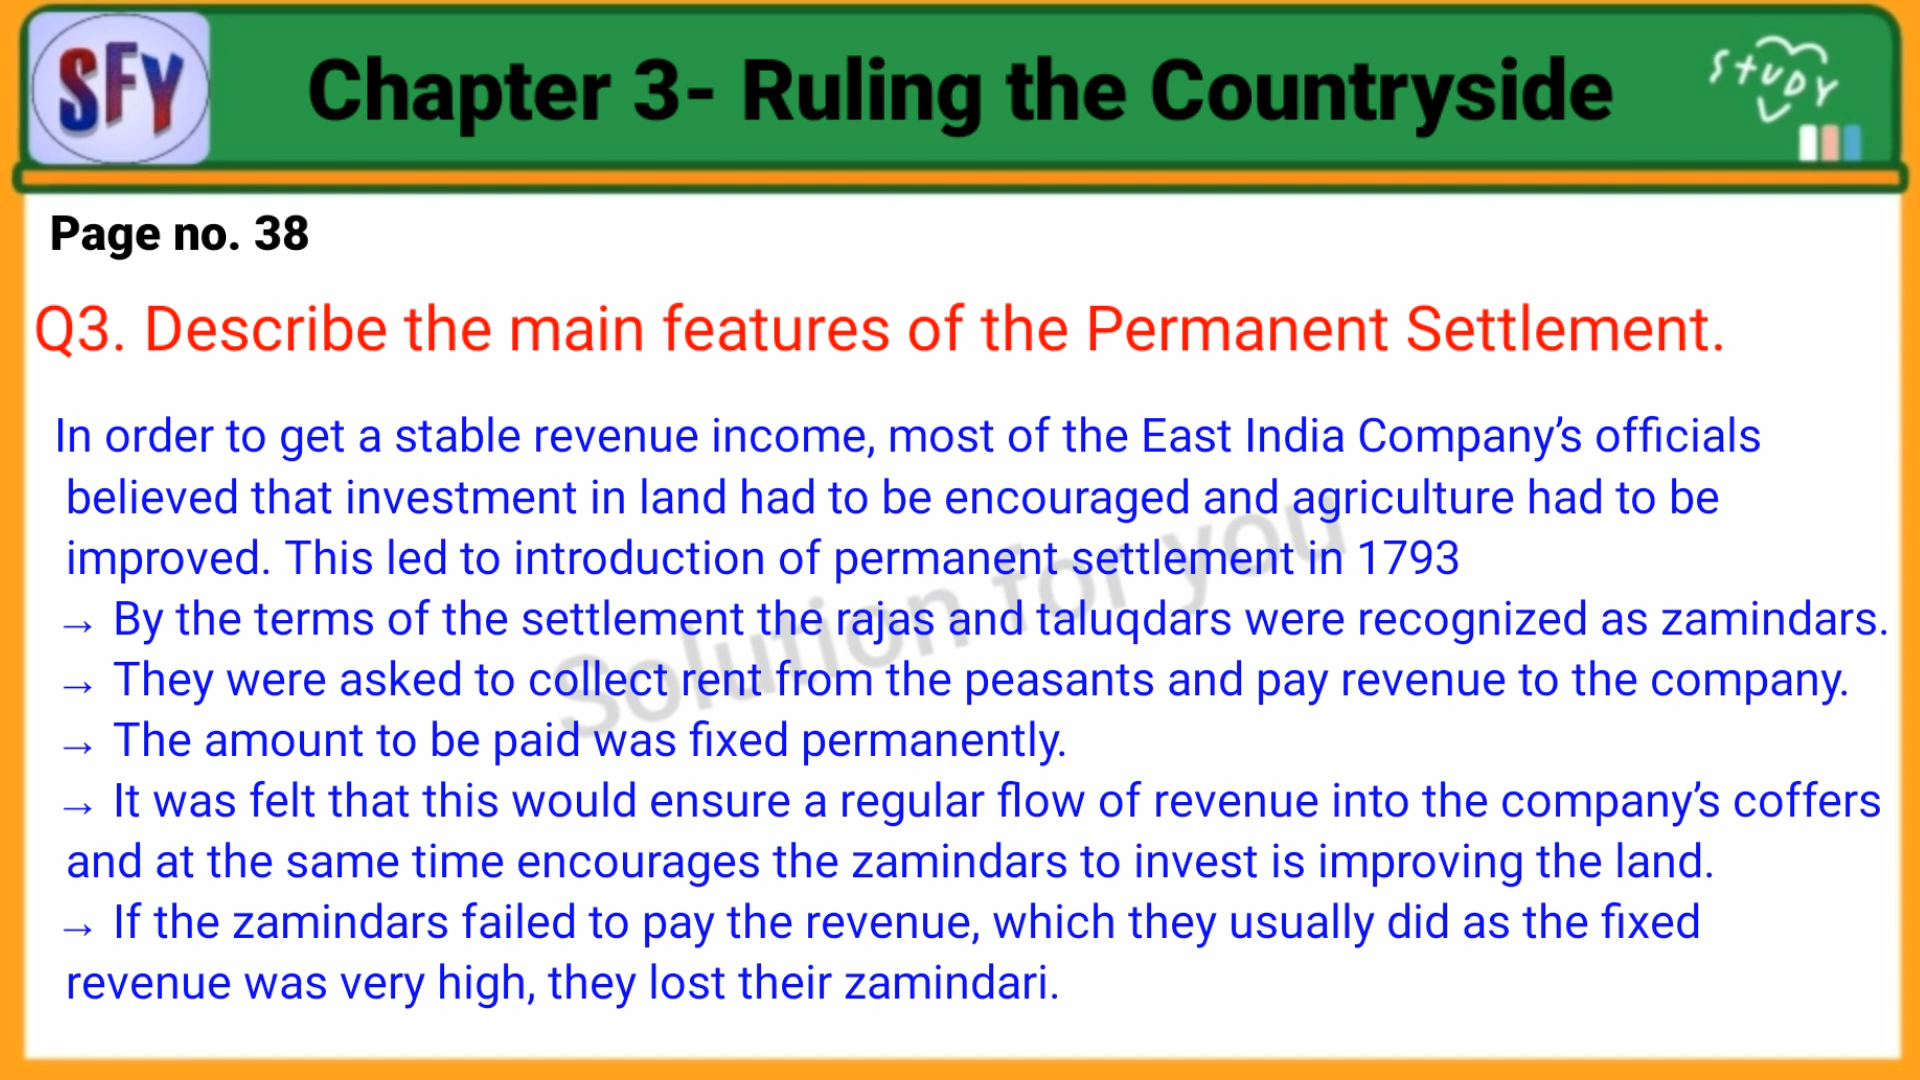 SFY
Chapter 3- Ruling the Countryside
STUDY
Page no. 38
Q3. Describe the main features of the Permanent Settlement.
In order to get a stable revenue income, most of the East India Company's officials
believed that investment in land had to be encouraged and agriculture had to be
improved. This led to introduction of permanent settlement in 1793
→ By the terms of the settlement the rajas and taluqdars were recognized as zamindars.
→ They were asked to collect rent from the peasants and pay revenue to the company.
→ The amount to be paid was fixed permanently.
→ It was felt that this would ensure a regular flow of revenue into the company's coffers
and at the same time encourages the zamindars to invest is improving the land.
→ If the zamindars failed to pay the revenue, which they usually did as the fixed
revenue was very high, they lost their zamindari.
Solution for you